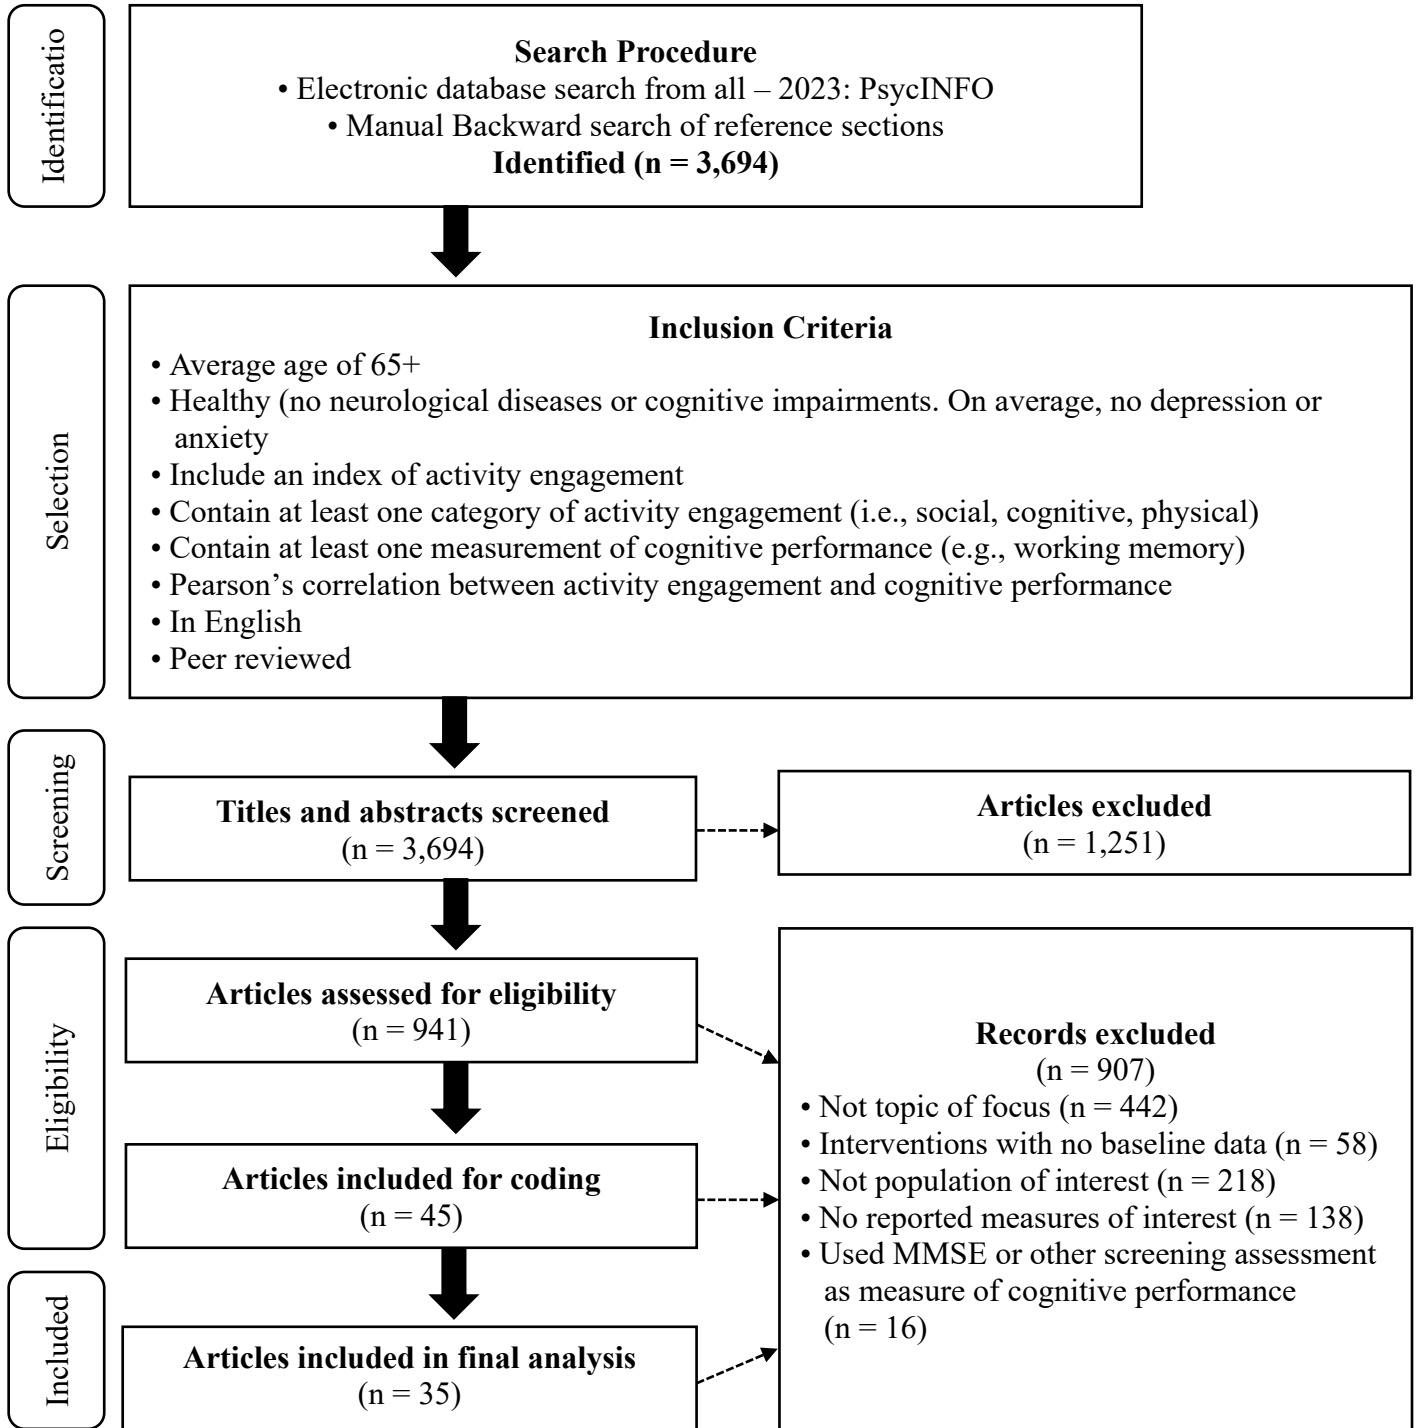 Identificatio
Search Procedure
• Electronic database search from all – 2023: PsycINFO
• Manual Backward search of reference sections
Identified (n = 3,694)
Selection
Inclusion Criteria
• Average age of 65+
• Healthy (no neurological diseases or cognitive impairments. On average, no depression or
anxiety
• Include an index of activity engagement
• Contain at least one category of activity engagement (i.e., social, cognitive, physical)
• Contain at least one measurement of cognitive performance (e.g., working memory)
• Pearson’s correlation between activity engagement and cognitive performance
• In English
• Peer reviewed
Screening
Titles and abstracts screened
(n = 3,694)
Articles excluded
(n = 1,251)
Eligibility
Articles assessed for eligibility
(n = 941)
Articles included for coding
(n = 45)
Records excluded
(n = 907)
• Not topic of focus (n = 442)
• Interventions with no baseline data (n = 58)
• Not population of interest (n = 218)
• No reported measures of interest (n = 138)
• Used MMSE or other screening assessment
as measure of cognitive performance
(n = 16)
Included
Articles included in final analysis
(n = 35)